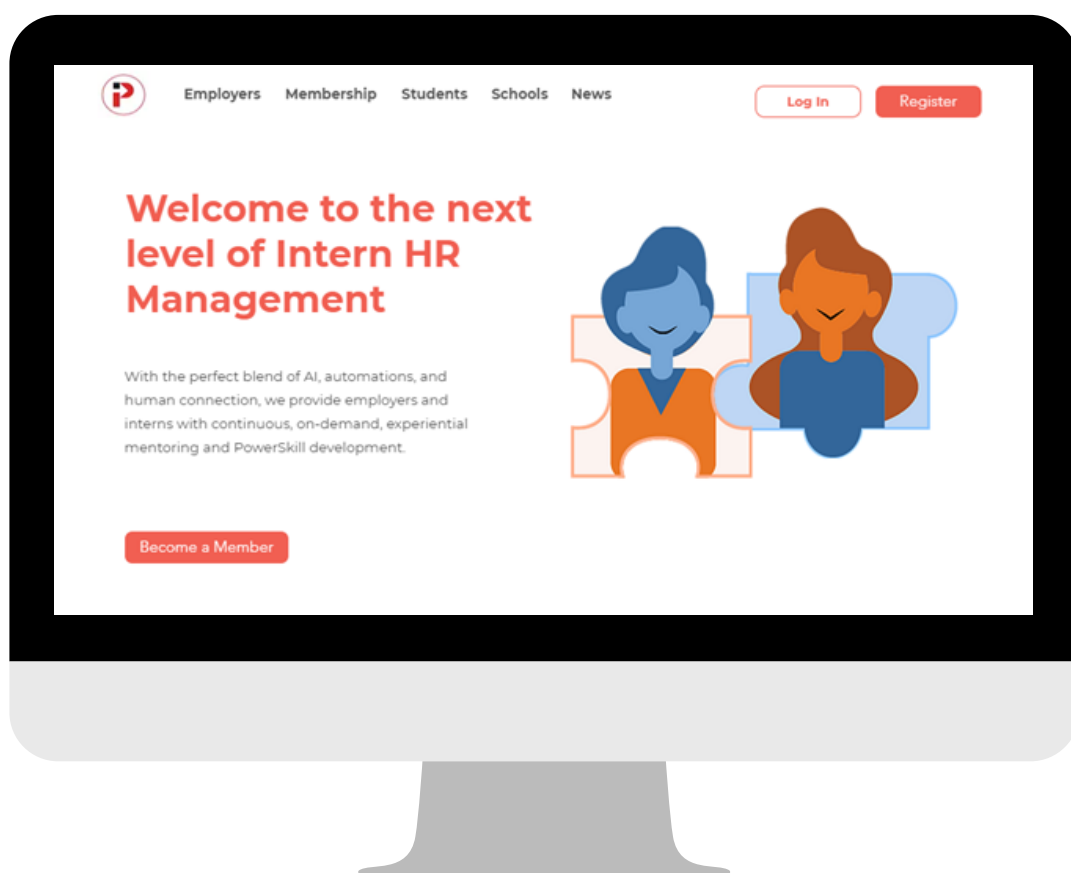 iP
Employers Membership Students Schools News
Log In
Register
Welcome to the next
level of Intern HR
Management
With the perfect blend of AI, automations, and
human connection, we provide employers and
interns with continuous, on-demand, experiential
mentoring and PowerSkill development.
Become a Member